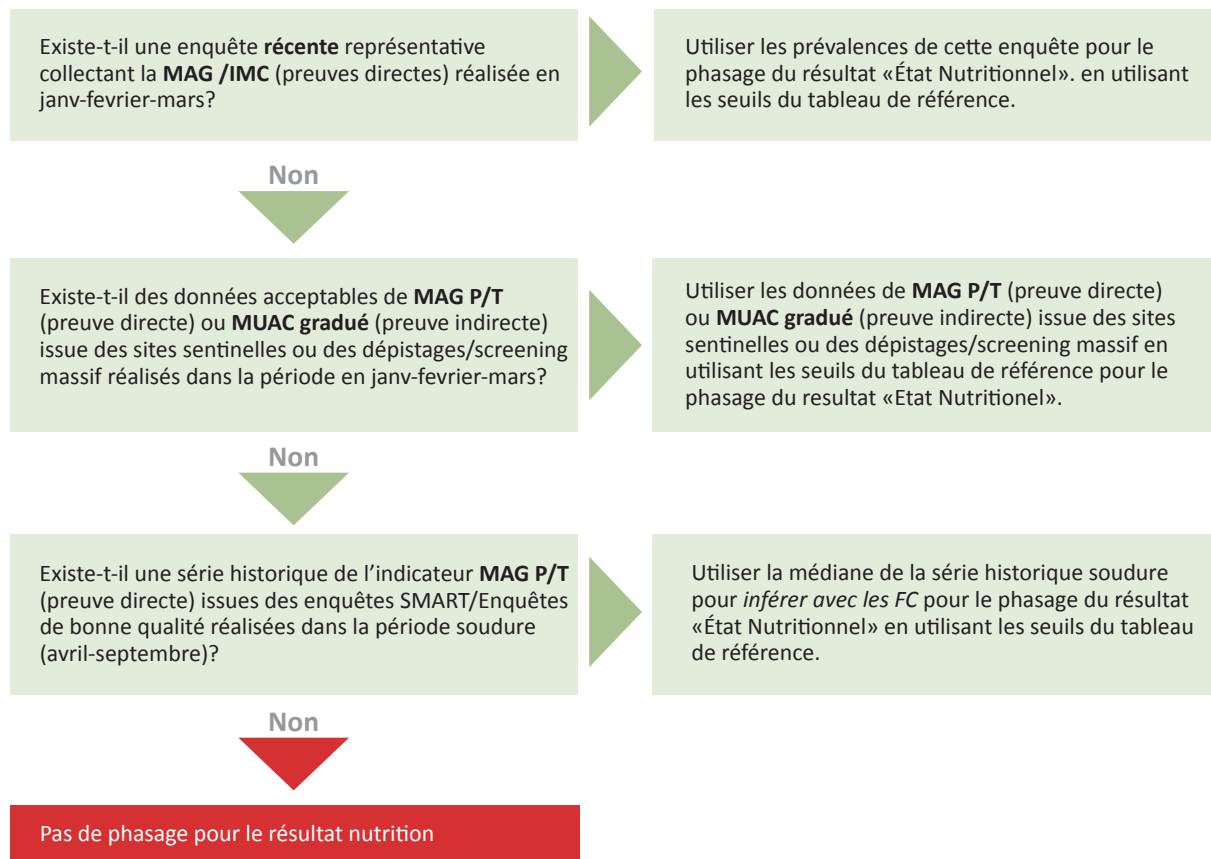 Existe-t-il une enquête récente représentative
collectant la MAG /IMC (preuves directes) réalisée en
janv-fevrier-mars?
Utiliser les prévalences de cette enquête pour le
phasage du résultat «État Nutritionnel». en utilisant
les seuils du tableau de référence.
Non
Existe-t-il des données acceptables de MAG P/T
(preuve directe) ou MUAC gradué (preuve indirecte)
issue des sites sentinelles ou des dépistages/screening
massif réalisés dans la période en janv-fevrier-mars?
Utiliser les données de MAG P/T (preuve directe)
ou MUAC gradué (preuve indirecte) issue des sites
sentinelles ou des dépistages/screening massif en
utilisant les seuils du tableau de référence pour le
phasage du resultat «Etat Nutritionel».
Non
Existe-t-il une série historique de l'indicateur MAG P/T
(preuve directe) issues des enquêtes SMART/Enquêtes
de bonne qualité réalisées dans la période soudure
(avril-septembre)?
Utiliser la médiane de la série historique soudure
pour inférer avec les FC pour le phasage du résultat
«État Nutritionnel» en utilisant les seuils du tableau
de référence.
Non
Pas de phasage pour le résultat nutrition